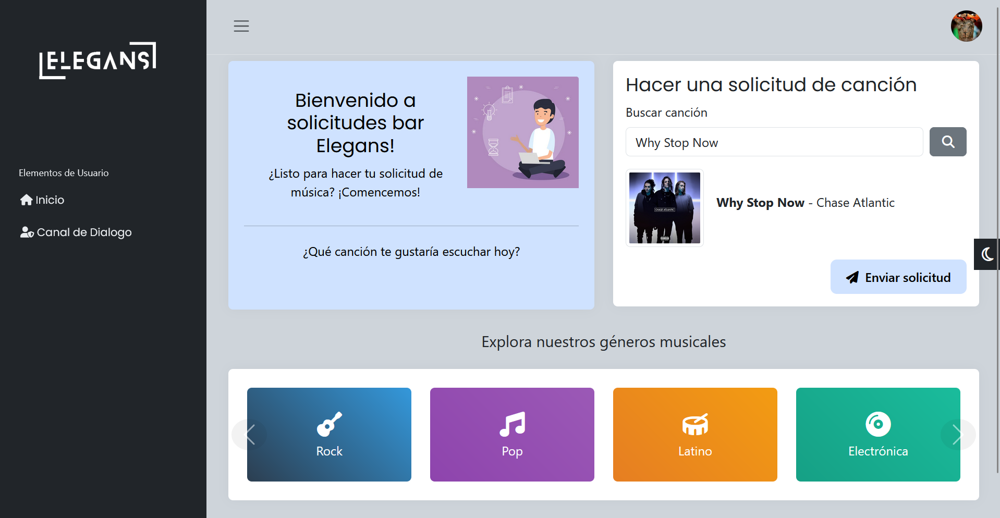 ELEGANS
Elementos de Usuario
Inicio
Canal de Dialogo
Bienvenido a
solicitudes bar
Elegans!
¿Listo para hacer tu solicitud de
música? ¡Comencemos!
¿Qué canción te gustaría escuchar hoy?
Hacer una solicitud de canción
Buscar canción
Why Stop Now
CHASE ATLANTIC
Why Stop Now - Chase Atlantic
Enviar solicitud
Explora nuestros géneros musicales
Rock
Pop
Latino
Electrónica